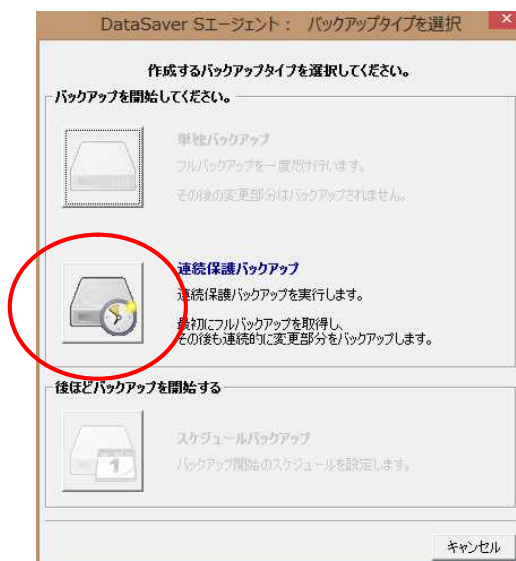 DataSaver Sエージェント： バックアップタイプを選択
作成するバックアップタイプを選択してください。
バックアップを開始してください。
単独バックアップ
フルバックアップを一度だけ行います。
その後の変更部分はバックアップされません。
連続保護バックアップ
連続保護バックアップを実行します。
最初にフルバックアップを取得し、
その後も連続的に変更部分をバックアップします。
後ほどバックアップを開始する
1
スケジュールバックアップ
バックアップ開始のスケジュールを設定します。
キャンセル